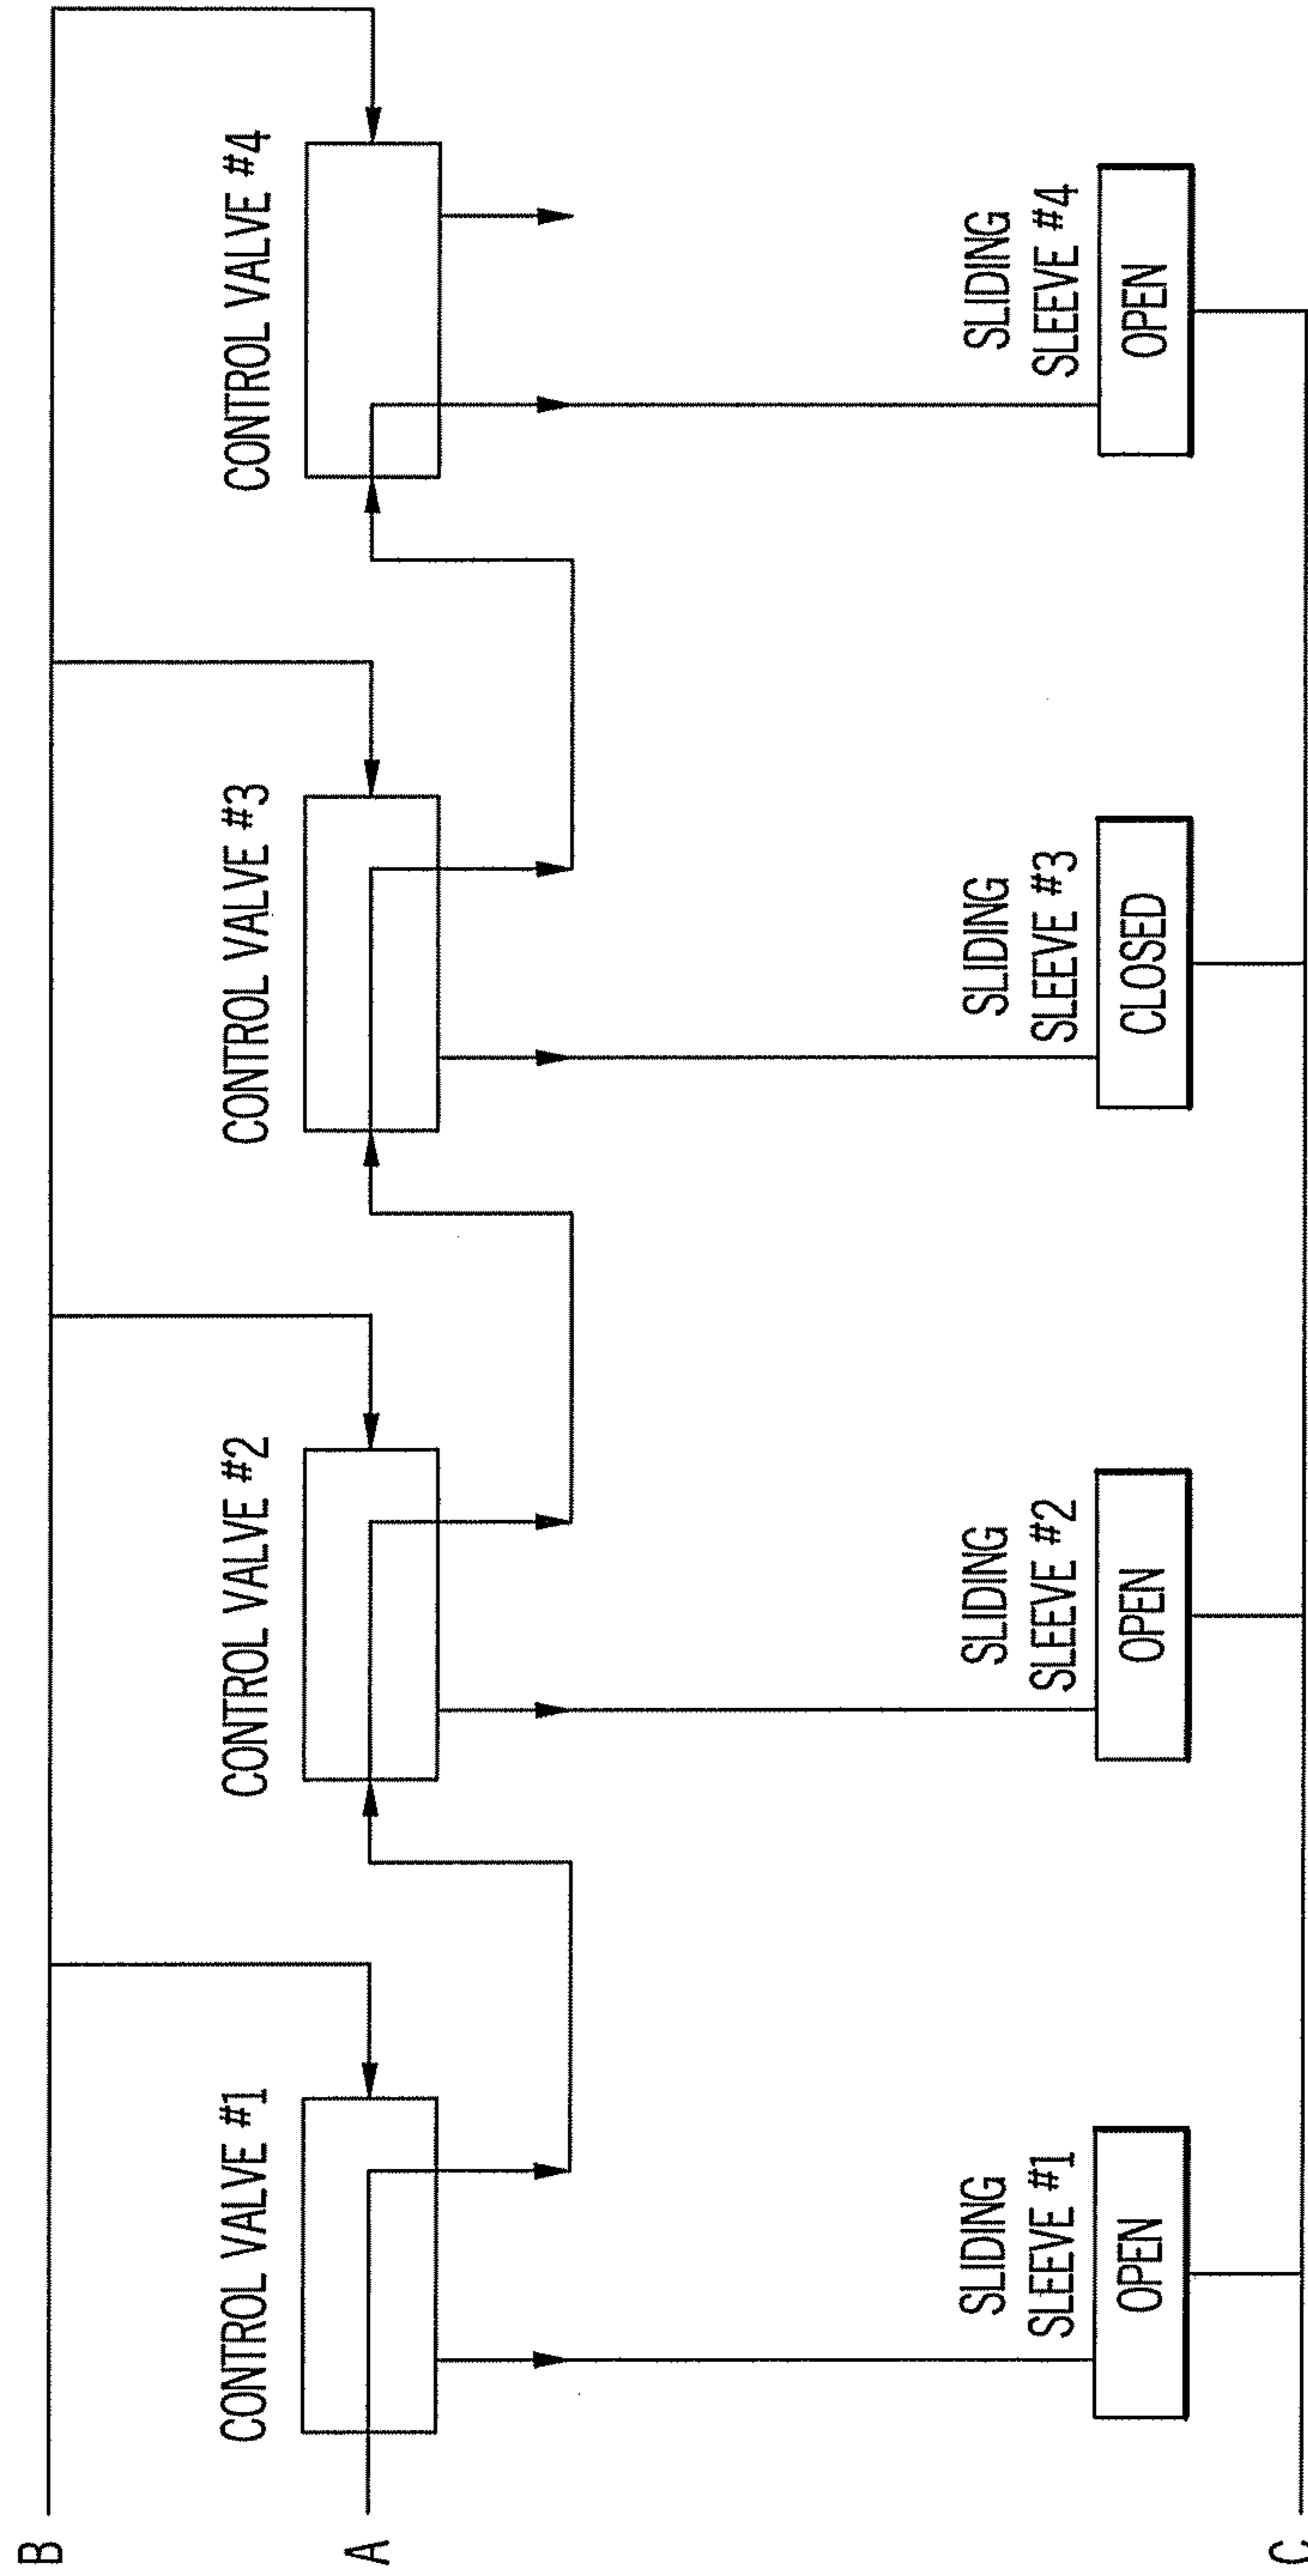 B
CONTROL VALVE #1
CONTROL VALVE #2
CONTROL VALVE #3
CONTROL VALVE #4
A
SLIDING
SLEEVE #1
OPEN
SLIDING
SLEEVE #2
OPEN
SLIDING
SLEEVE #3
CLOSED
SLIDING
SLEEVE #4
OPEN
C